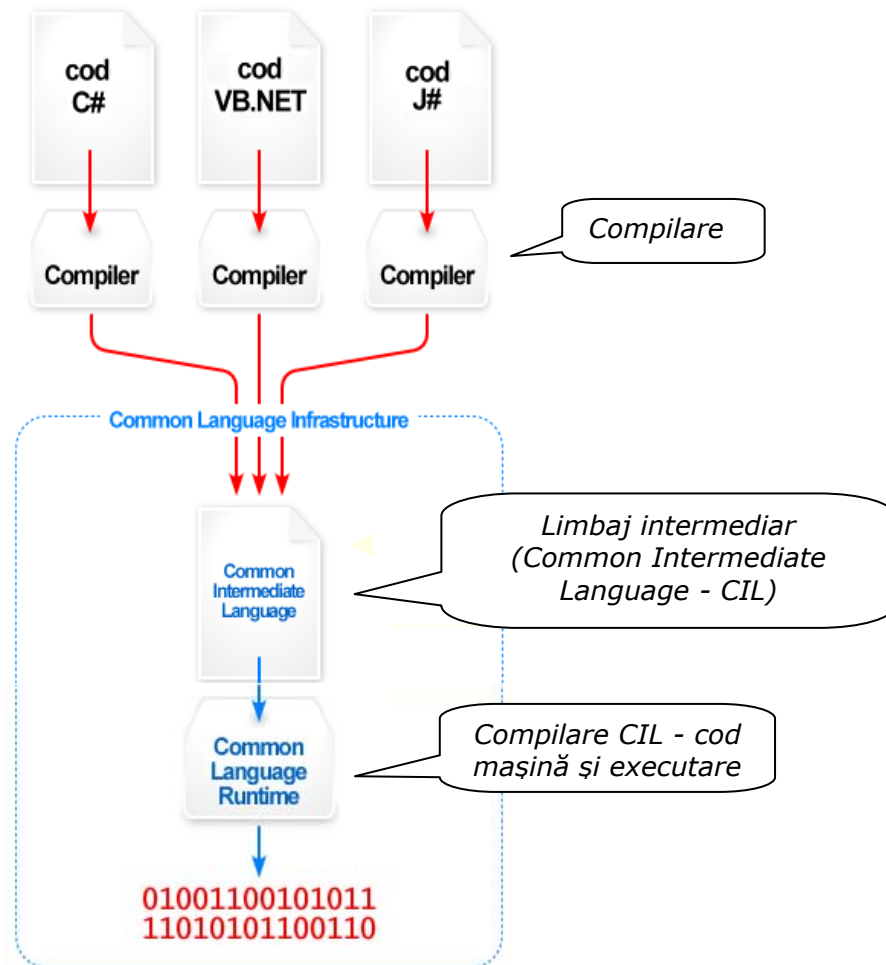 cod
C#
cod
VB.NET
cod
J#
Compiler
Compiler
Compiler
Compilare
Common Language Infrastructure
Common
Intermediate
Language
Limbaj intermediar
(Common Intermediate
Language - CIL)
Common
Language
Runtime
Compilare CIL - cod
mașină și executare
01001100101011
11010101100110